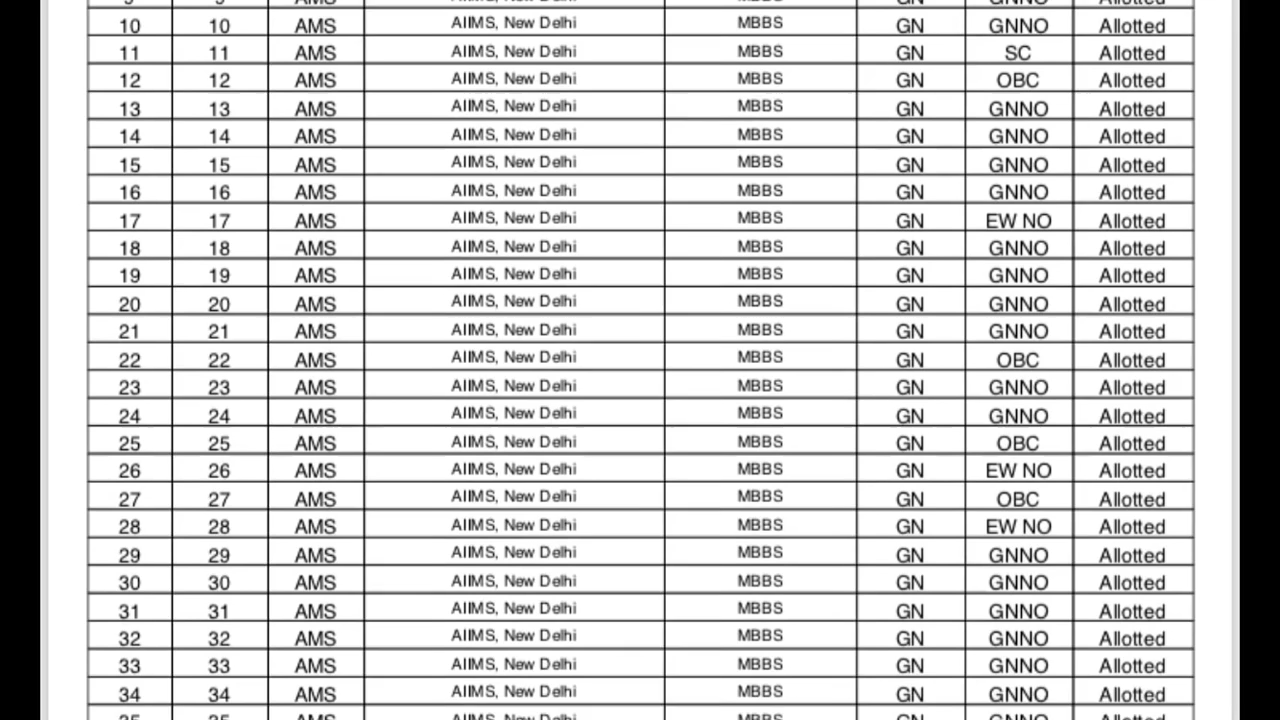 9 9 AMS AIIMS, New Delhi MBBS GN GNNO Allotted
10 10 AMS AIIMS, New Delhi MBBS GN GNNO Allotted
11 11 AMS AIIMS, New Delhi MBBS GN SC Allotted
12 12 AMS AIIMS, New Delhi MBBS GN OBC Allotted
13 13 AMS AIIMS, New Delhi MBBS GN GNNO Allotted
14 14 AMS AIIMS, New Delhi MBBS GN GNNO Allotted
15 15 AMS AIIMS, New Delhi MBBS GN GNNO Allotted
16 16 AMS AIIMS, New Delhi MBBS GN GNNO Allotted
17 17 AMS AIIMS, New Delhi MBBS GN EW NO Allotted
18 18 AMS AIIMS, New Delhi MBBS GN GNNO Allotted
19 19 AMS AIIMS, New Delhi MBBS GN GNNO Allotted
20 20 AMS AIIMS, New Delhi MBBS GN GNNO Allotted
21 21 AMS AIIMS, New Delhi MBBS GN GNNO Allotted
22 22 AMS AIIMS, New Delhi MBBS GN OBC Allotted
23 23 AMS AIIMS, New Delhi MBBS GN GNNO Allotted
24 24 AMS AIIMS, New Delhi MBBS GN GNNO Allotted
25 25 AMS AIIMS, New Delhi MBBS GN OBC Allotted
26 26 AMS AIIMS, New Delhi MBBS GN EW NO Allotted
27 27 AMS AIIMS, New Delhi MBBS GN OBC Allotted
28 28 AMS AIIMS, New Delhi MBBS GN EW NO Allotted
29 29 AMS AIIMS, New Delhi MBBS GN GNNO Allotted
30 30 AMS AIIMS, New Delhi MBBS GN GNNO Allotted
31 31 AMS AIIMS, New Delhi MBBS GN GNNO Allotted
32 32 AMS AIIMS, New Delhi MBBS GN GNNO Allotted
33 33 AMS AIIMS, New Delhi MBBS GN GNNO Allotted
34 34 AMS AIIMS, New Delhi MBBS GN GNNO Allotted
35 35 AMS AIIMS, New Delhi MBBS GN GNNO Allotted